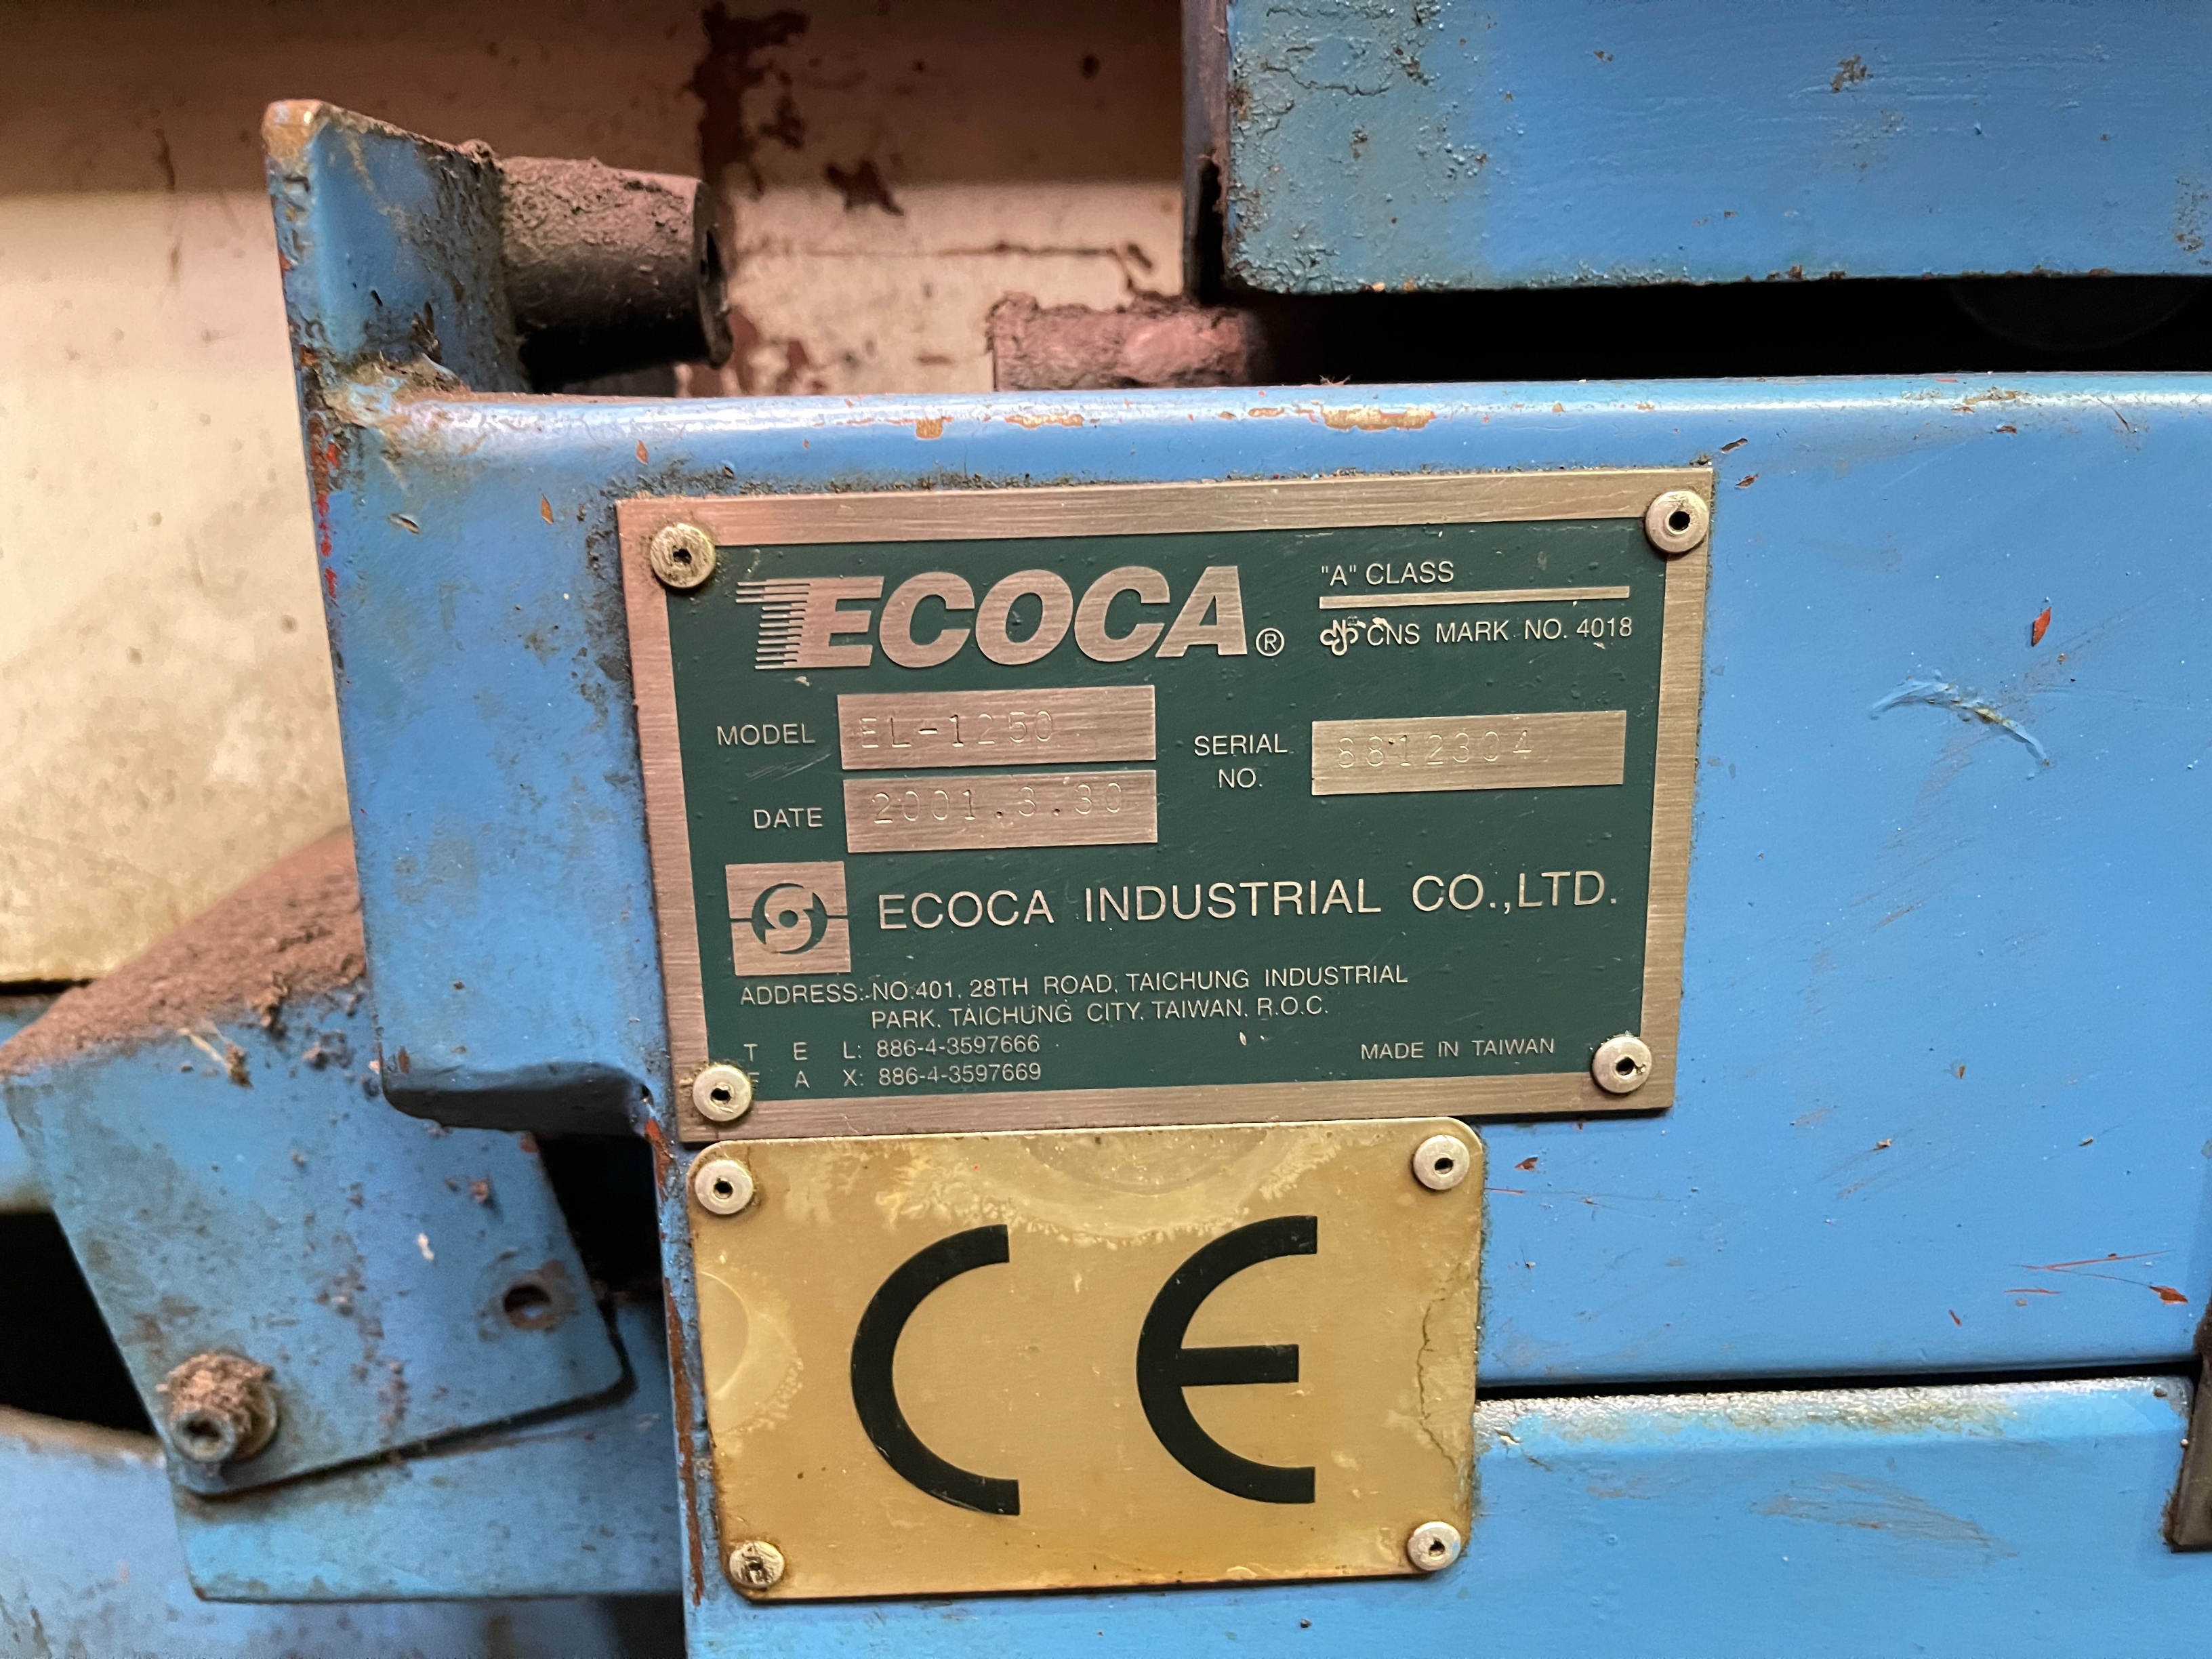 ECOCA®
"A" CLASS
CNS MARK NO. 4018
MODEL EL-1250
SERIAL NO. 8812304
DATE 2001.3.30
ECOCA INDUSTRIAL CO.,LTD.
ADDRESS: NO.401, 28TH ROAD, TAICHUNG INDUSTRIAL
PARK, TAICHUNG CITY, TAIWAN, R.O.C.
T E L: 886-4-3597666
F A X: 886-4-3597669
MADE IN TAIWAN
CE